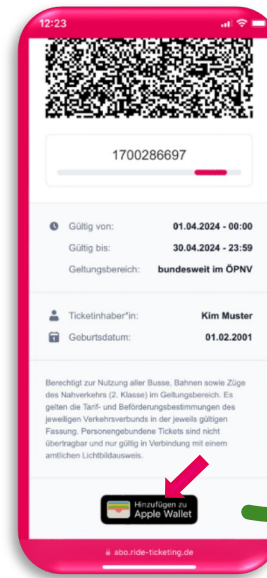 12:23
1700286697
Gültig von: 01.04.2024 - 00:00
Gültig bis: 30.04.2024 - 23:59
Geltungsbereich: bundesweit im ÖPNV
Ticketinhaber*in: Kim Muster
Geburtsdatum: 01.02.2001
Berechtigt zur Nutzung aller Busse, Bahnen sowie Züge
des Nahverkehrs (2. Klasse) im Geltungsbereich. Es
gelten die Tarif- und Beförderungsbestimmungen des
jeweiligen Verkehrsverbunds in der jeweils gültigen
Fassung. Personengebundene Tickets sind nicht
übertragbar und nur gültig in Verbindung mit einem
amtlichen Lichtbildausweis.
Hinzufügen zu
Apple Wallet
abo.ride-ticketing.de